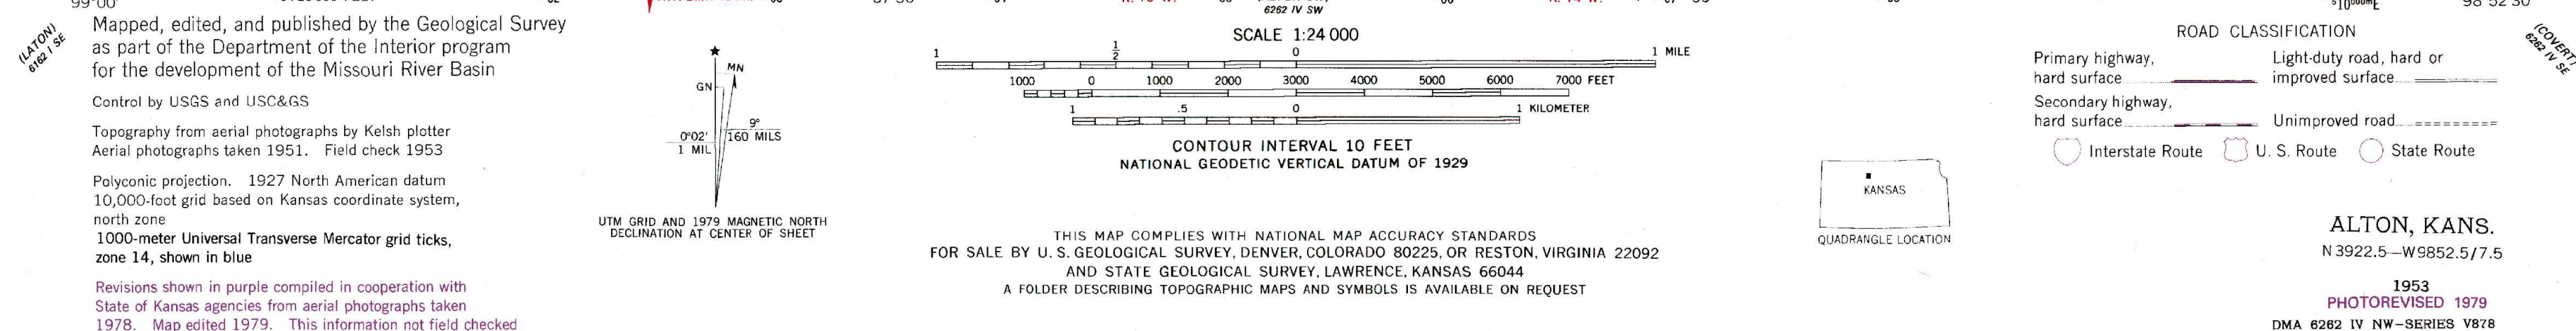 99°00'
6262 IV SW
98°52'30"
(LATON)
6162 I SE
Mapped, edited, and published by the Geological Survey
as part of the Department of the Interior program
for the development of the Missouri River Basin
Control by USGS and USC&GS
Topography from aerial photographs by Kelsh plotter
Aerial photographs taken 1951. Field check 1953
Polyconic projection. 1927 North American datum
10,000-foot grid based on Kansas coordinate system,
north zone
1000-meter Universal Transverse Mercator grid ticks,
zone 14, shown in blue
Revisions shown in purple compiled in cooperation with
State of Kansas agencies from aerial photographs taken
1978. Map edited 1979. This information not field checked
MN
GN
9°
0°02' 160 MILS
1 MIL
UTM GRID AND 1979 MAGNETIC NORTH
DECLINATION AT CENTER OF SHEET
SCALE 1:24 000
1 1/2 0 1 MILE
1000 0 1000 2000 3000 4000 5000 6000 7000 FEET
1 .5 0 1 KILOMETER
CONTOUR INTERVAL 10 FEET
NATIONAL GEODETIC VERTICAL DATUM OF 1929
THIS MAP COMPLIES WITH NATIONAL MAP ACCURACY STANDARDS
FOR SALE BY U. S. GEOLOGICAL SURVEY, DENVER, COLORADO 80225, OR RESTON, VIRGINIA 22092
AND STATE GEOLOGICAL SURVEY, LAWRENCE, KANSAS 66044
A FOLDER DESCRIBING TOPOGRAPHIC MAPS AND SYMBOLS IS AVAILABLE ON REQUEST
KANSAS
QUADRANGLE LOCATION
ROAD CLASSIFICATION
Primary highway,
hard surface
Light-duty road, hard or
improved surface
Secondary highway,
hard surface
Unimproved road
Interstate Route U. S. Route State Route
(COVERT)
6262 IV SE
ALTON, KANS.
N3922.5—W9852.5/7.5
1953
PHOTOREVISED 1979
DMA 6262 IV NW-SERIES V878